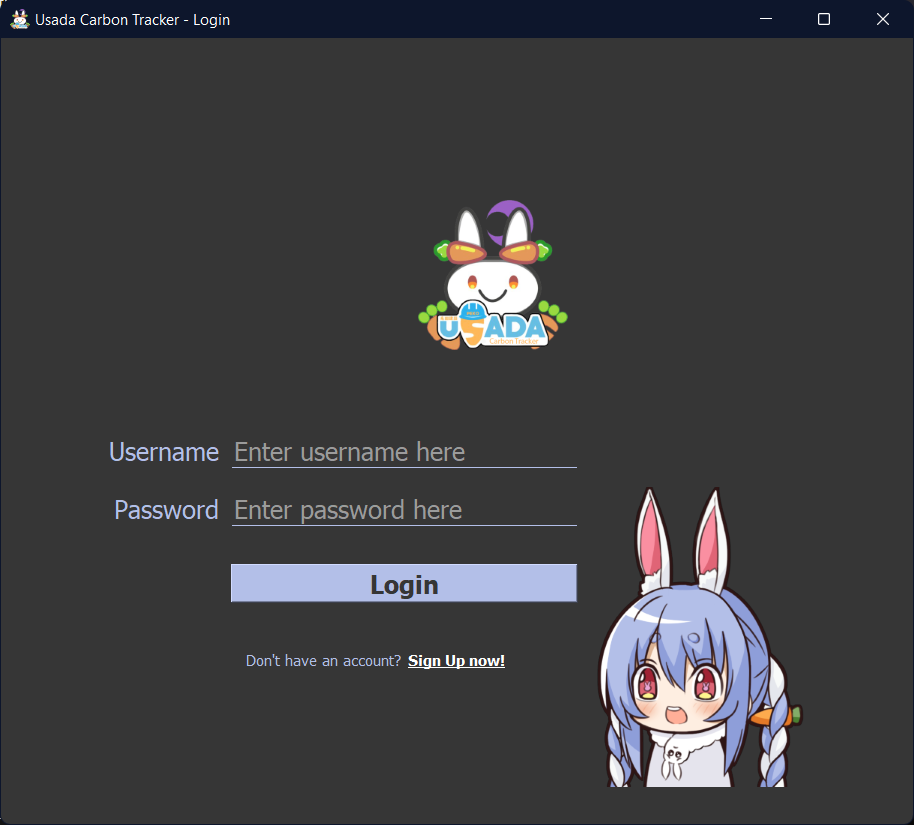 Usada Carbon Tracker - Login
USADA
Carbon Tracker
Username Enter username here
Password Enter password here
Login
Don't have an account? Sign Up now!